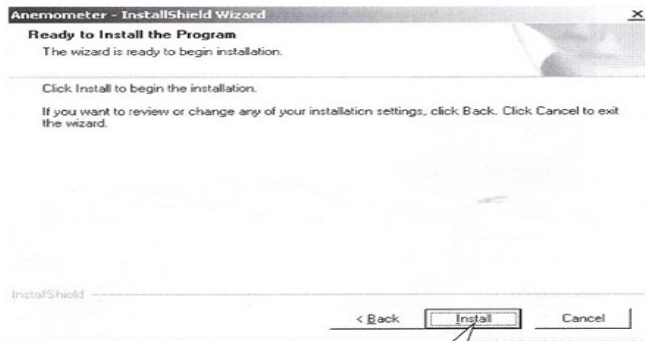 Anemometer - InstallShield Wizard
Ready to Install the Program
The wizard is ready to begin installation.
Click Install to begin the installation.
If you want to review or change any of your installation settings, click Back. Click Cancel to exit
the wizard.
InstallShield
< Back
Install
Cancel